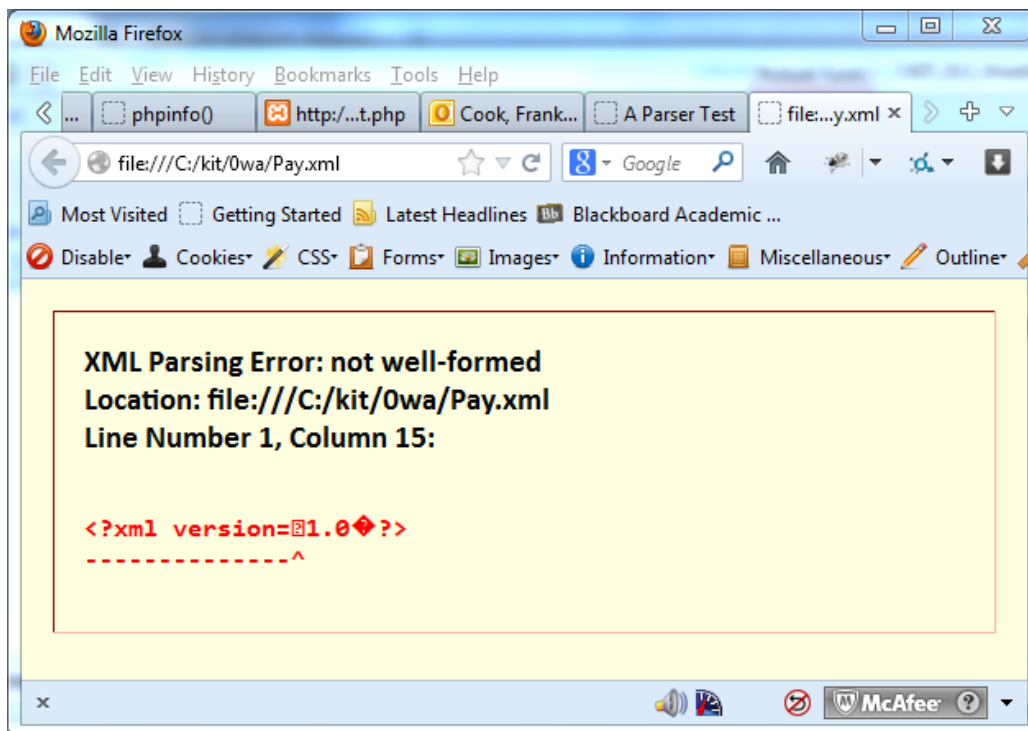 Mozilla Firefox
File Edit View History Bookmarks Tools Help
... phpinfo() http:/...t.php Cook, Frank... A Parser Test file:...y.xml
file:///C:/kit/0wa/Pay.xml Google
Most Visited Getting Started Latest Headlines Bb Blackboard Academic ...
Disable Cookies CSS Forms Images Information Miscellaneous Outline
XML Parsing Error: not well-formed
Location: file:///C:/kit/0wa/Pay.xml
Line Number 1, Column 15:
<?xml version=1.0�?>
--------------^
x McAfee ?